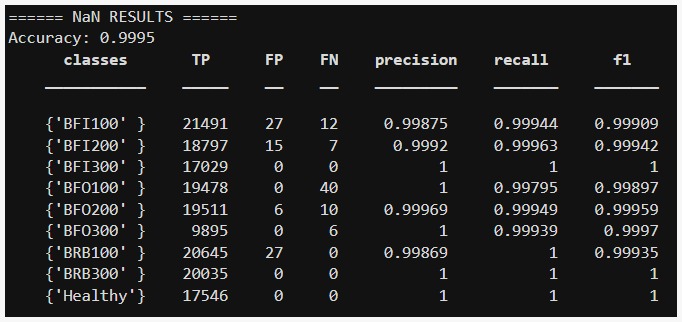 ====== NaN RESULTS ======
Accuracy: 0.9995
classes TP FP FN precision recall f1
{'BFI100' } 21491 27 12 0.99875 0.99944 0.99909
{'BFI200' } 18797 15 7 0.9992 0.99963 0.99942
{'BFI300' } 17029 0 0 1 1 1
{'BFO100' } 19478 0 40 1 0.99795 0.99897
{'BFO200' } 19511 6 10 0.99969 0.99949 0.99959
{'BFO300' } 9895 0 6 1 0.99939 0.9997
{'BRB100' } 20645 27 0 0.99869 1 0.99935
{'BRB300' } 20035 0 0 1 1 1
{'Healthy'} 17546 0 0 1 1 1